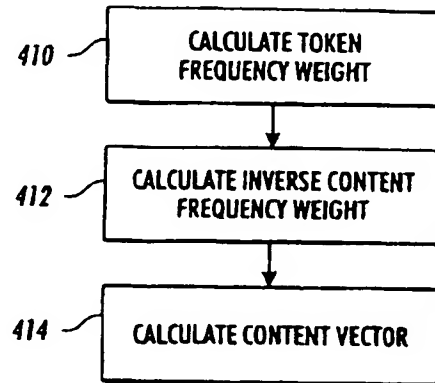 410
CALCULATE TOKEN
FREQUENCY WEIGHT
412
CALCULATE INVERSE CONTENT
FREQUENCY WEIGHT
414
CALCULATE CONTENT VECTOR